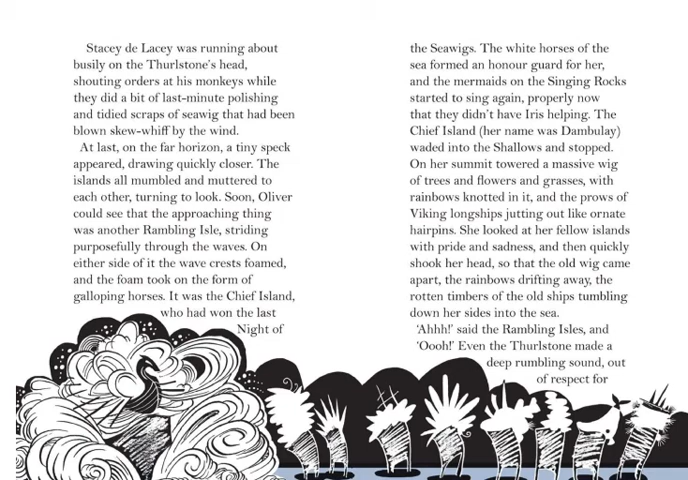 Stacey de Lacey was running about
busily on the Thurlstone's head,
shouting orders at his monkeys while
they did a bit of last-minute polishing
and tidied scraps of seawig that had been
blown skew-whiff by the wind.
At last, on the far horizon, a tiny speck
appeared, drawing quickly closer. The
islands all mumbled and muttered to
each other, turning to look. Soon, Oliver
could see that the approaching thing
was another Rambling Isle, striding
purposefully through the waves. On
either side of it the wave crests foamed,
and the foam took on the form of
galloping horses. It was the Chief Island,
who had won the last
Night of
the Seawigs. The white horses of the
sea formed an honour guard for her,
and the mermaids on the Singing Rocks
started to sing again, properly now
that they didn't have Iris helping. The
Chief Island (her name was Dambulay)
waded into the Shallows and stopped.
On her summit towered a massive wig
of trees and flowers and grasses, with
rainbows knotted in it, and the prows of
Viking longships jutting out like ornate
hairpins. She looked at her fellow islands
with pride and sadness, and then quickly
shook her head, so that the old wig came
apart, the rainbows drifting away, the
rotten timbers of the old ships tumbling
down her sides into the sea.
'Ahhh!' said the Rambling Isles, and
'Oooh!' Even the Thurlstone made a
deep rumbling sound, out
of respect for